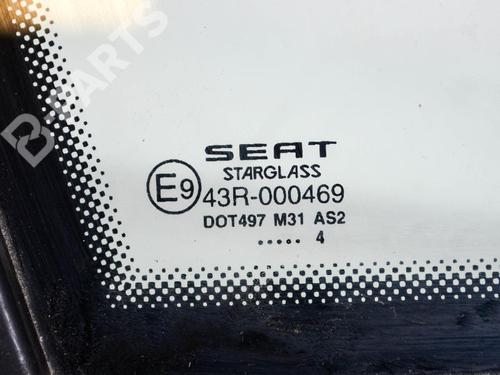 B-PARTS
SEAT
STARGLASS
E9 43R-000469
DOT497 M31 AS2
..... 4